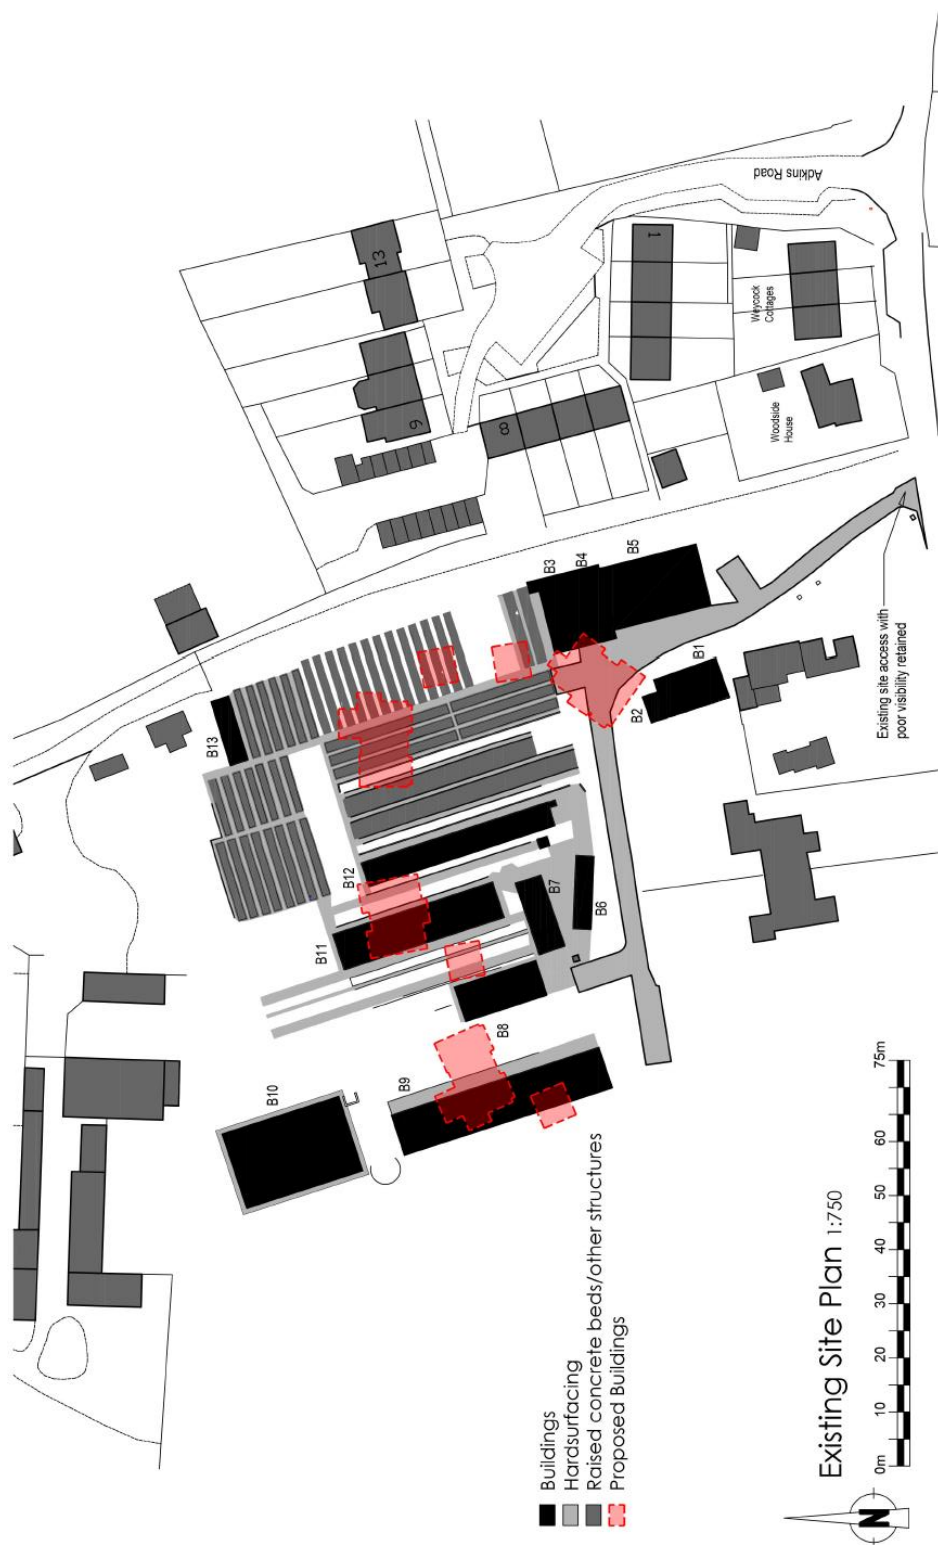 Adkins Road
13
9
8
1
Weycock
Cottages
Woodside
House
B13
B3
B4
B5
B1
B2
B12
B11
B7
B6
B8
B9
B10
Existing site access with
poor visibility retained
Buildings
Hardsurfacing
Raised concrete beds/other structures
Proposed Buildings
Existing Site Plan 1:750
0m 10 20 30 40 50 60 75m
N